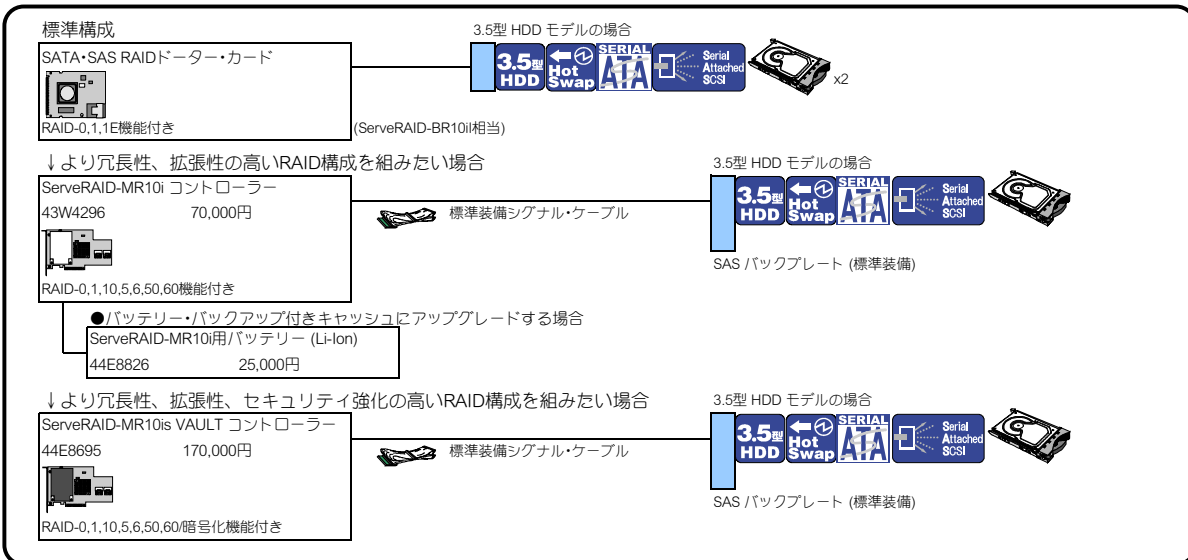 標準構成
3.5型 HDD モデルの場合
SATA・SAS RAIDドーター・カード
3.5型 HDD
Hot Swap
SERIAL ATA
Serial Attached SCSI
x2
RAID-0,1,1E機能付き
(ServeRAID-BR10il相当)
↓より冗長性、拡張性の高いRAID構成を組みたい場合
3.5型 HDD モデルの場合
ServeRAID-MR10i コントローラー
43W4296 70,000円
標準装備シグナル・ケーブル
3.5型 HDD
Hot Swap
SERIAL ATA
Serial Attached SCSI
SAS バックプレート (標準装備)
RAID-0,1,10,5,6,50,60機能付き
●バッテリー・バックアップ付きキャッシュにアップグレードする場合
ServeRAID-MR10i用バッテリー (Li-Ion)
44E8826 25,000円
↓より冗長性、拡張性、セキュリティ強化の高いRAID構成を組みたい場合
3.5型 HDD モデルの場合
ServeRAID-MR10is VAULT コントローラー
44E8695 170,000円
標準装備シグナル・ケーブル
3.5型 HDD
Hot Swap
SERIAL ATA
Serial Attached SCSI
SAS バックプレート (標準装備)
RAID-0,1,10,5,6,50,60/暗号化機能付き